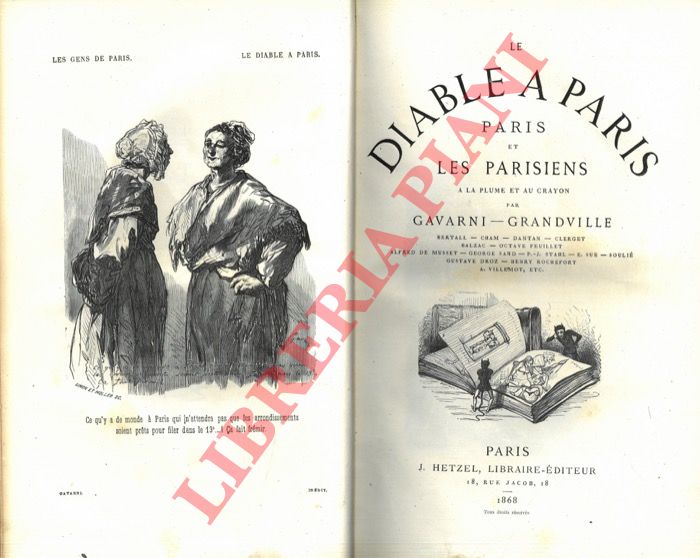 LES GENS DE PARIS.
LE DIABLE A PARIS.
Ce qu'y a de monde à Paris qui n'attendra pas que les arrondissements
soient prêts pour filer dans le 13e...! Ça fait frémir.
GAVARNI.
INÉDIT.
LE
DIABLE A PARIS
PARIS
ET
LES PARISIENS
A LA PLUME ET AU CRAYON
PAR
GAVARNI — GRANDVILLE
BERTALL — CHAM — DANTAN — CLERGET
BALZAC — OCTAVE FEUILLET
ALFRED DE MUSSET — GEORGE SAND — P.-J. STAHL — E. SUE — SOULIÉ
GUSTAVE DROZ — HENRY ROCHEFORT
A. VILLEMOT, ETC.
PARIS
J. HETZEL, LIBRAIRE-ÉDITEUR
18, RUE JACOB, 18
1868
Tous droits réservés
LIBRERIA PIANI